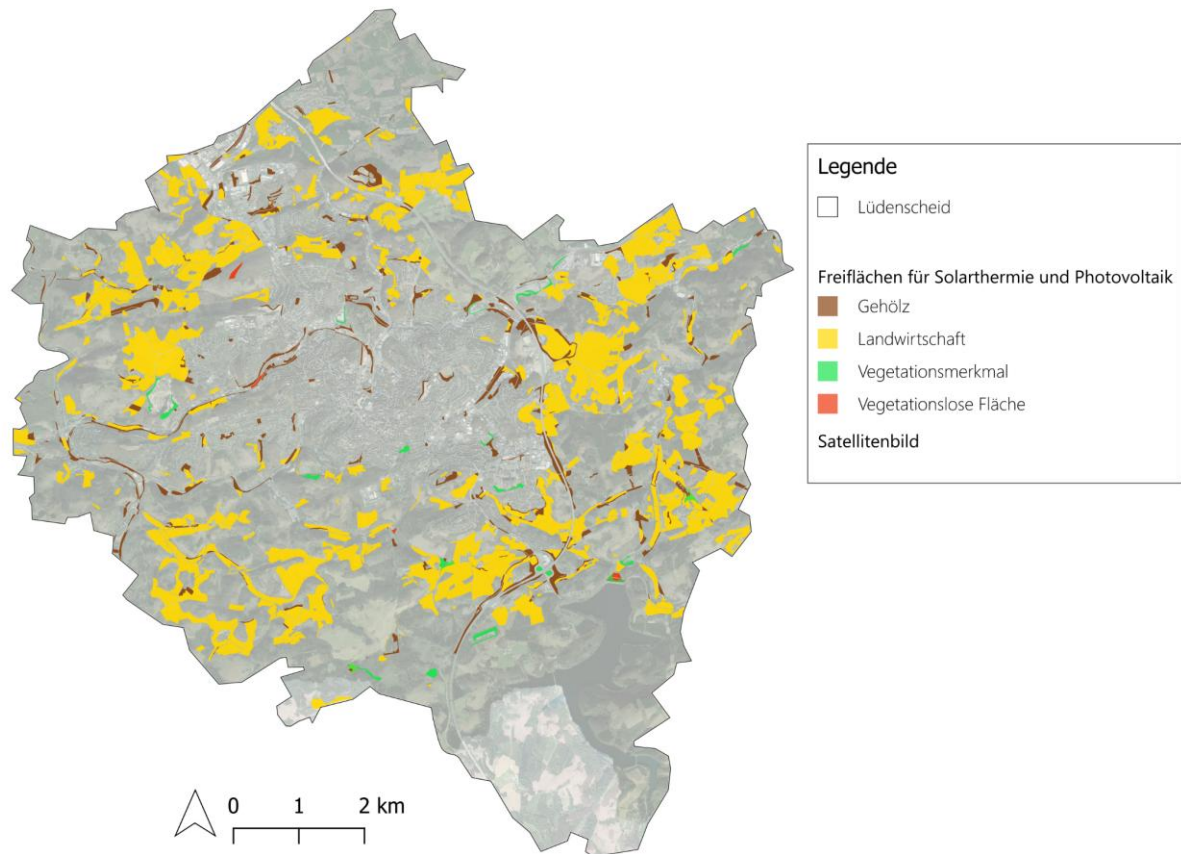 Legende
Lüdenscheid
Freiflächen für Solarthermie und Photovoltaik
Gehölz
Landwirtschaft
Vegetationsmerkmal
Vegetationslose Fläche
Satellitenbild
0 1 2 km